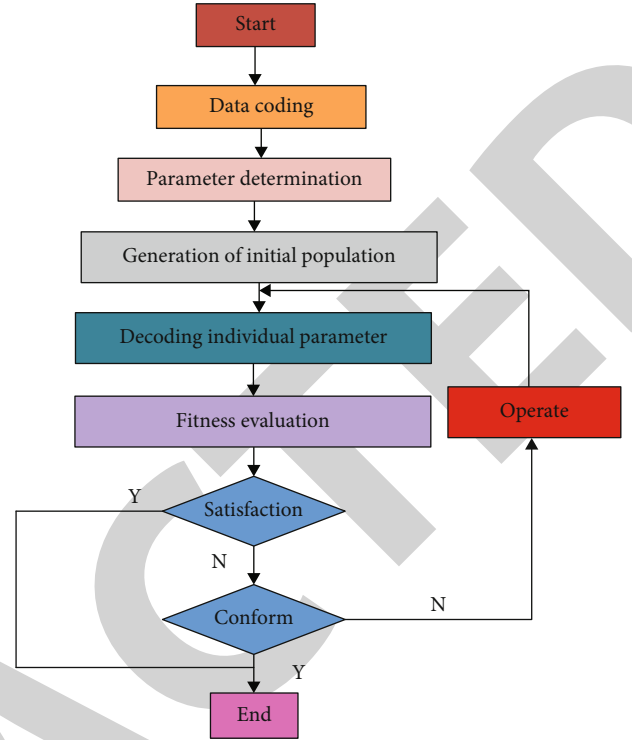 Start
Data coding
Parameter determination
Generation of initial population
Decoding individual parameter
Operate
Fitness evaluation
Y
Satisfaction
N
Conform
N
Y
End